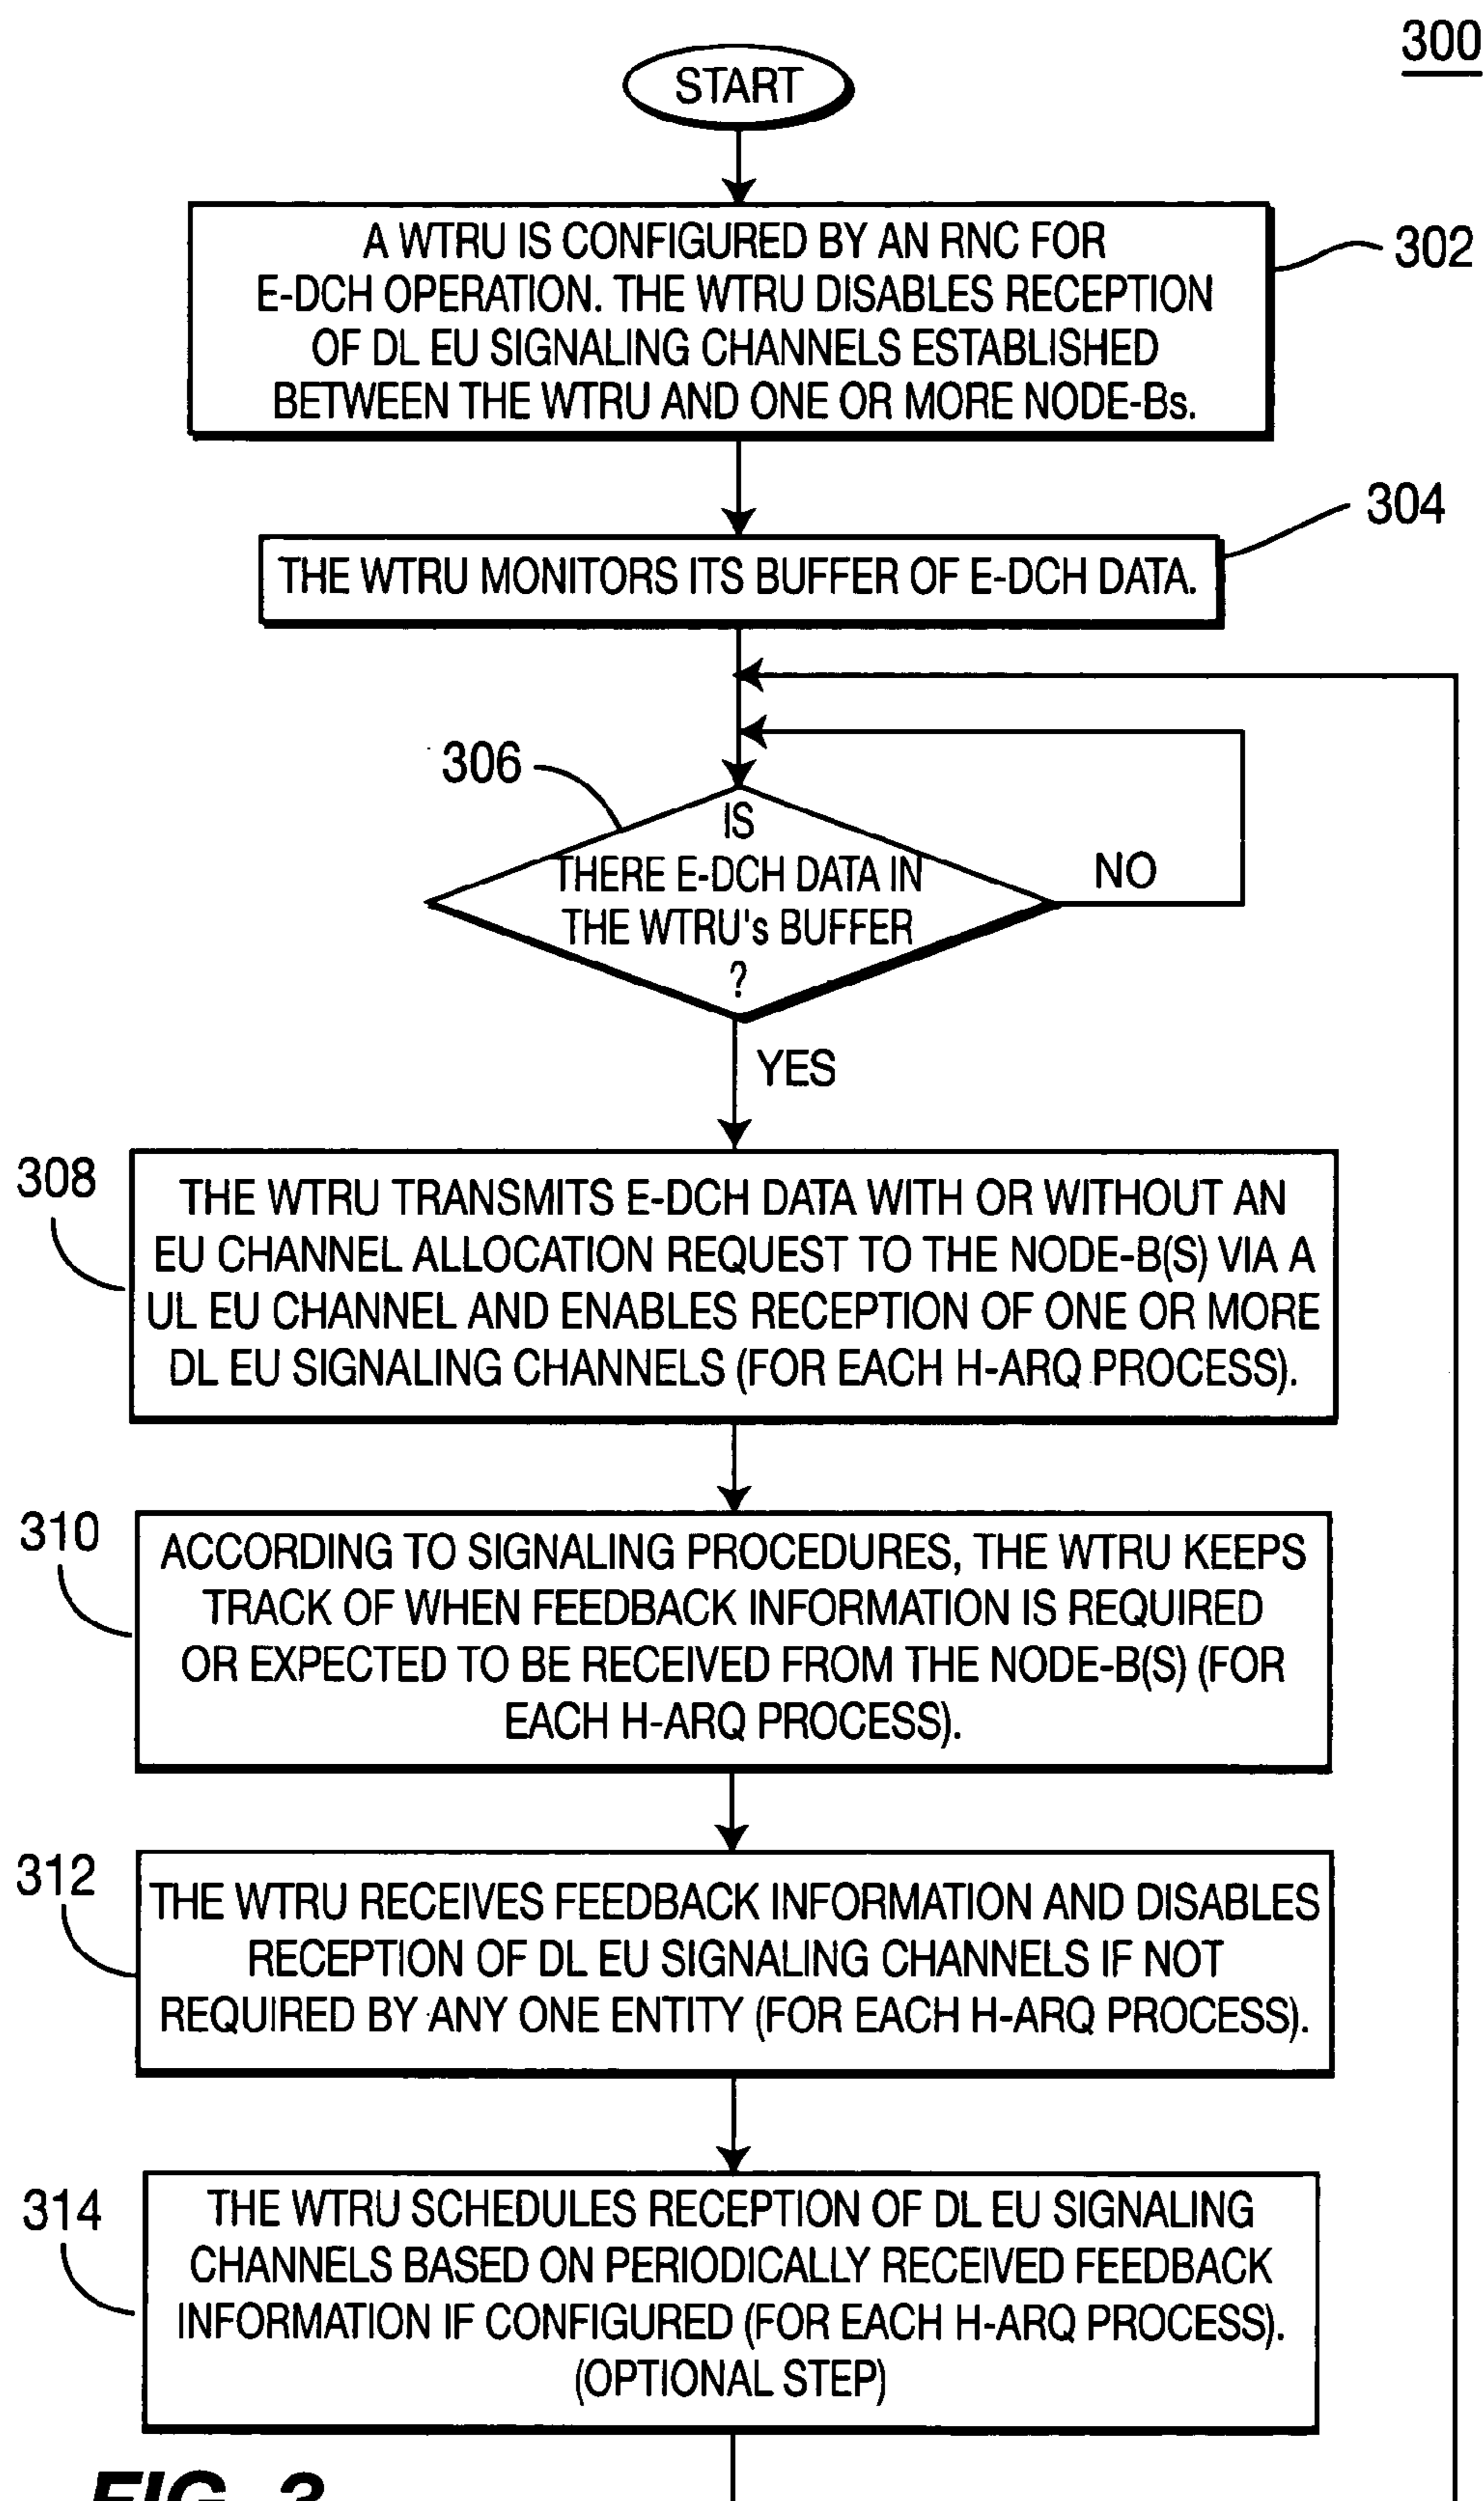 300
START
A WTRU IS CONFIGURED BY AN RNC FOR
E-DCH OPERATION. THE WTRU DISABLES RECEPTION
OF DL EU SIGNALING CHANNELS ESTABLISHED
BETWEEN THE WTRU AND ONE OR MORE NODE-Bs.
302
304
THE WTRU MONITORS ITS BUFFER OF E-DCH DATA.
306
IS
THERE E-DCH DATA IN
THE WTRU's BUFFER
?
NO
YES
308
THE WTRU TRANSMITS E-DCH DATA WITH OR WITHOUT AN
EU CHANNEL ALLOCATION REQUEST TO THE NODE-B(S) VIA A
UL EU CHANNEL AND ENABLES RECEPTION OF ONE OR MORE
DL EU SIGNALING CHANNELS (FOR EACH H-ARQ PROCESS).
310
ACCORDING TO SIGNALING PROCEDURES, THE WTRU KEEPS
TRACK OF WHEN FEEDBACK INFORMATION IS REQUIRED
OR EXPECTED TO BE RECEIVED FROM THE NODE-B(S) (FOR
EACH H-ARQ PROCESS).
312
THE WTRU RECEIVES FEEDBACK INFORMATION AND DISABLES
RECEPTION OF DL EU SIGNALING CHANNELS IF NOT
REQUIRED BY ANY ONE ENTITY (FOR EACH H-ARQ PROCESS).
314
THE WTRU SCHEDULES RECEPTION OF DL EU SIGNALING
CHANNELS BASED ON PERIODICALLY RECEIVED FEEDBACK
INFORMATION IF CONFIGURED (FOR EACH H-ARQ PROCESS).
(OPTIONAL STEP)
FIG. 3